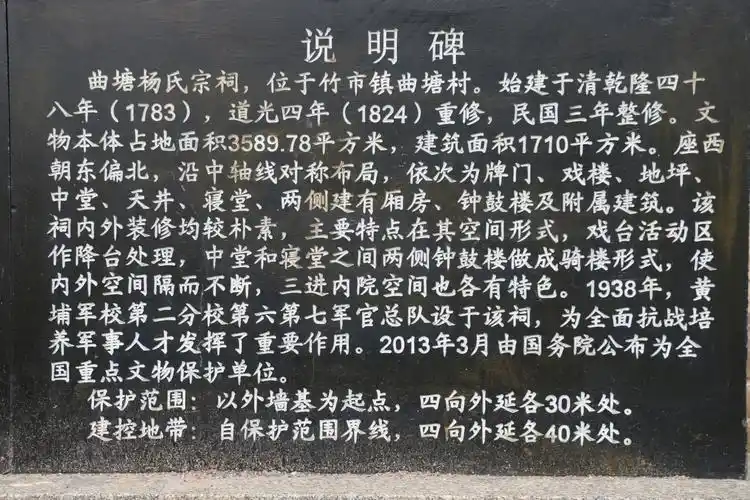 说明碑
曲塘杨氏宗祠，位于竹市镇曲塘村。始建于清乾隆四十
八年（1783），道光四年（1824）重修，民国三年整修。文
物本体占地面积3589.78平方米，建筑面积1710平方米。座西
朝东偏北，沿中轴线对称布局，依次为牌门、戏楼、地坪、
中堂、天井、寝堂、两侧建有厢房、钟鼓楼及附属建筑。该
祠内外装修均较朴素，主要特点在其空间形式，戏台活动区
作降台处理，中堂和寝堂之间两侧钟鼓楼做成骑楼形式，使
内外空间隔而不断，三进内院空间也各有特色。1938年，黄
埔军校第二分校第六第七军官总队设于该祠，为全面抗战培
养军事人才发挥了重要作用。2013年3月由国务院公布为全
国重点文物保护单位。
保护范围：以外墙基为起点，四向外延各30米处。
建控地带：自保护范围界线，四向外延各40米处。